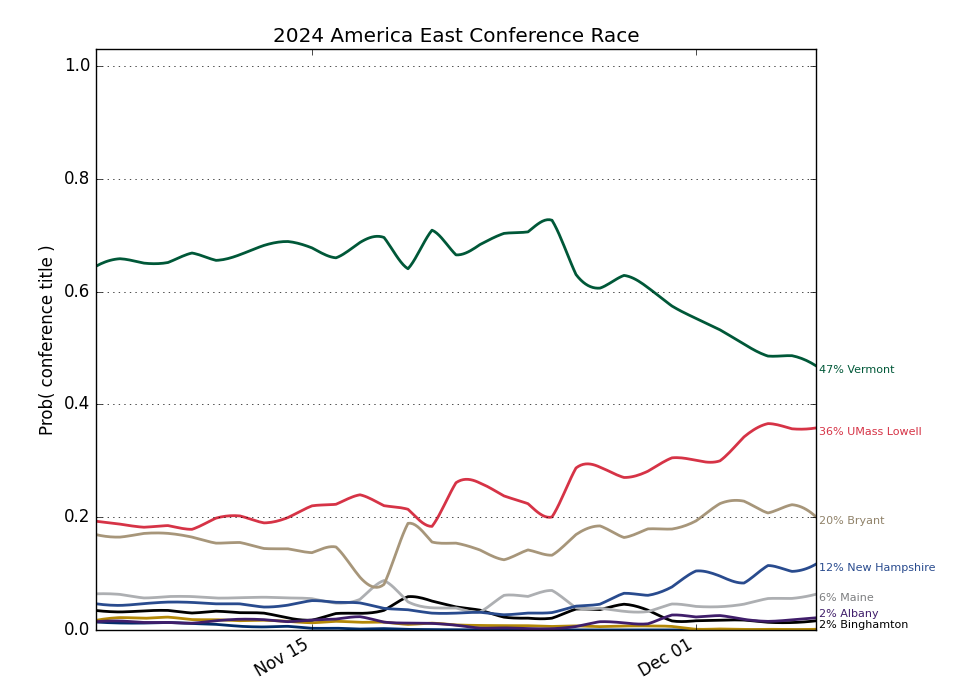 2024 America East Conference Race
Prob( conference title )
1.0
0.8
0.6
0.4
0.2
0.0
47% Vermont
36% UMass Lowell
20% Bryant
12% New Hampshire
6% Maine
2% Albany
2% Binghamton
Nov 15
Dec 01